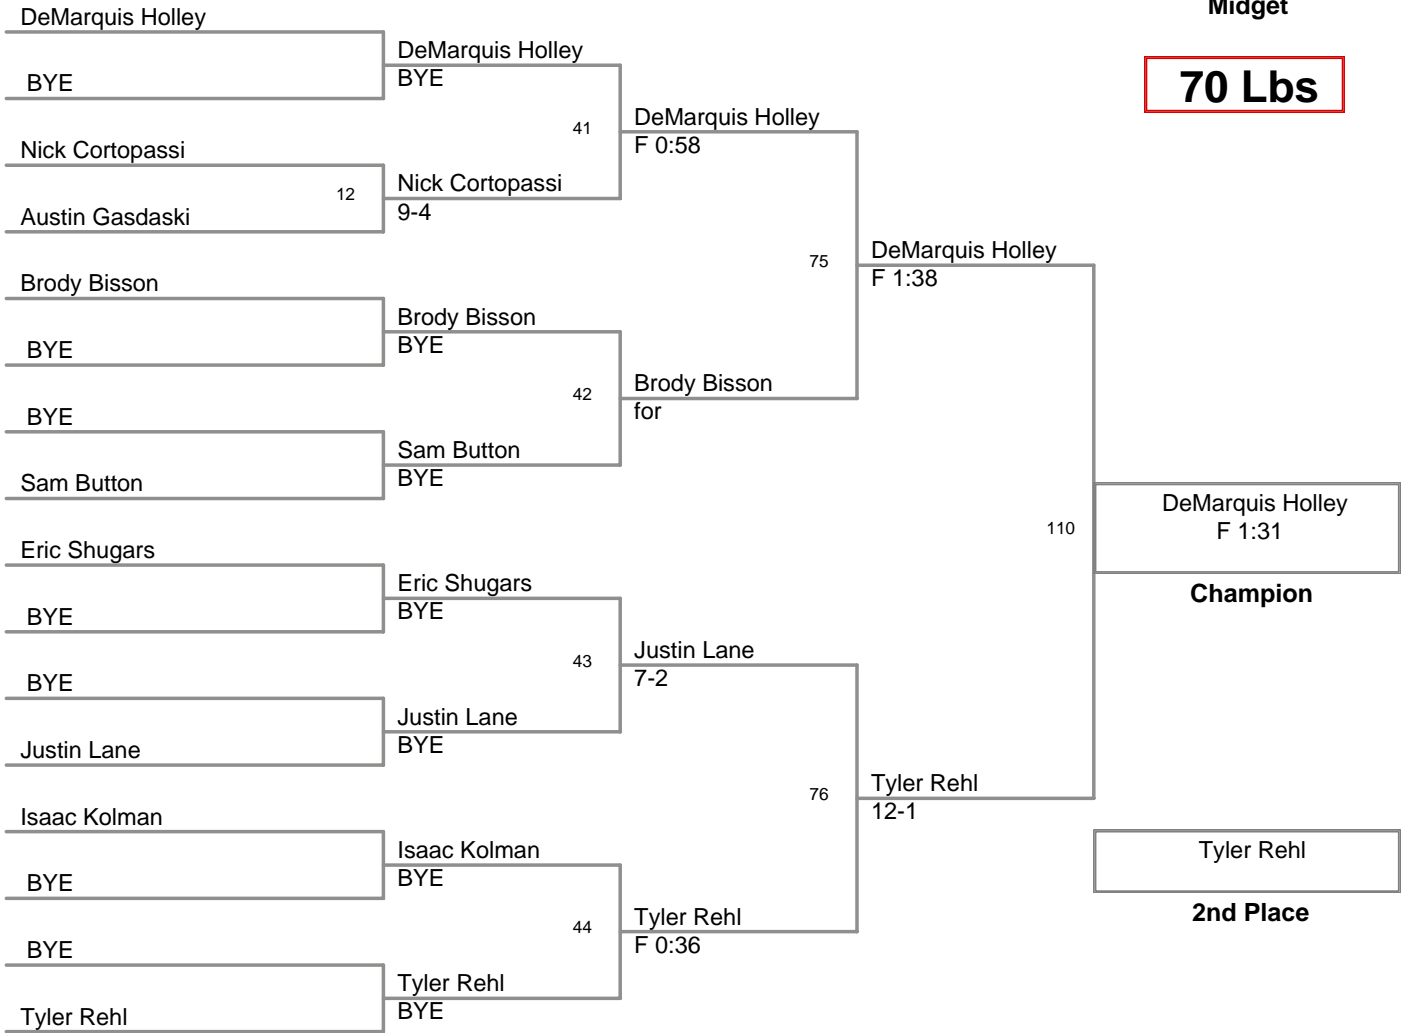 Midget
70 Lbs
DeMarquis Holley
BYE
Nick Cortopassi
12
Austin Gasdaski
Brody Bisson
BYE
BYE
Sam Button
Eric Shugars
BYE
BYE
Justin Lane
Isaac Kolman
BYE
BYE
Tyler Rehl
DeMarquis Holley
BYE
41
Nick Cortopassi
9-4
Brody Bisson
BYE
42
Sam Button
BYE
Eric Shugars
BYE
43
Justin Lane
BYE
Isaac Kolman
BYE
44
Tyler Rehl
BYE
DeMarquis Holley
F 0:58
75
Brody Bisson
for
Justin Lane
7-2
76
Tyler Rehl
F 0:36
DeMarquis Holley
F 1:38
110
Tyler Rehl
12-1
DeMarquis Holley
F 1:31
Champion
Tyler Rehl
2nd Place